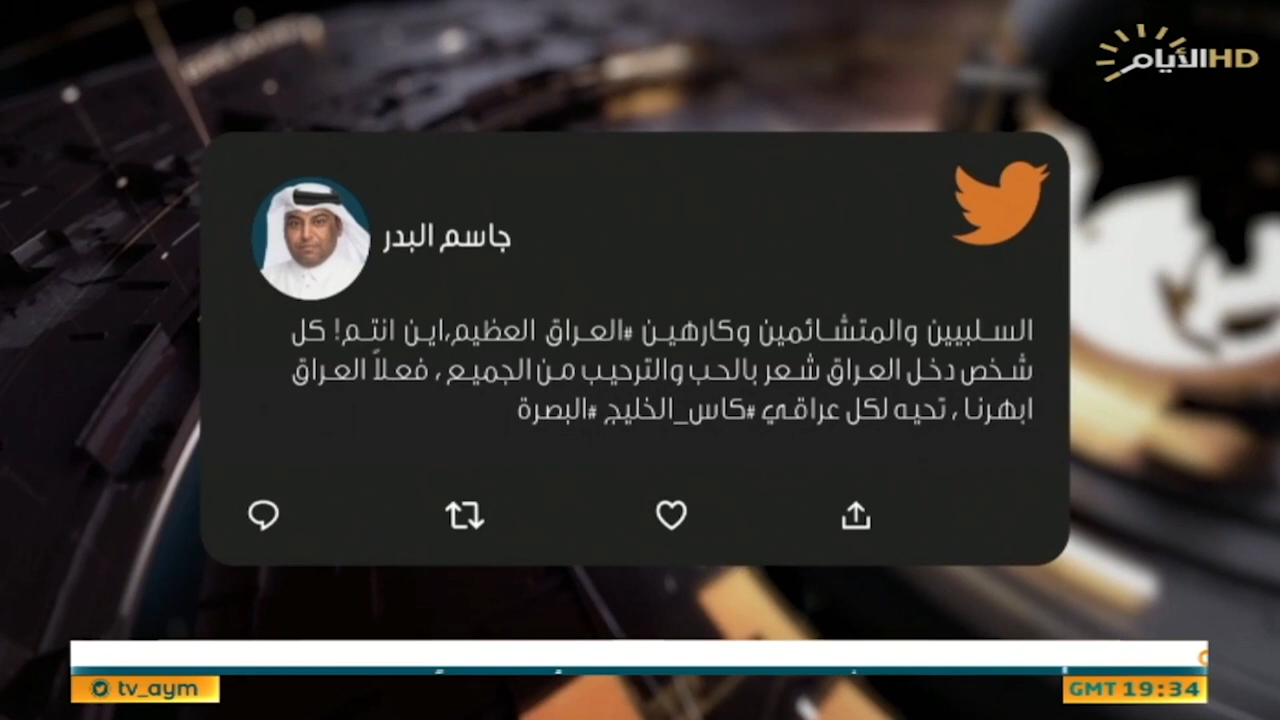 الأيام HD
جاسم البدر
السلبيين والمتشائمين وكارهين #العراق العظيم,اين انتم! كل
شخص دخل العراق شعر بالحب والترحيب من الجميع ، فعلاً العراق
ابهرنا ، تحيه لكل عراقي #كاس_الخليج #البصرة
tv_aym
GMT 19:34